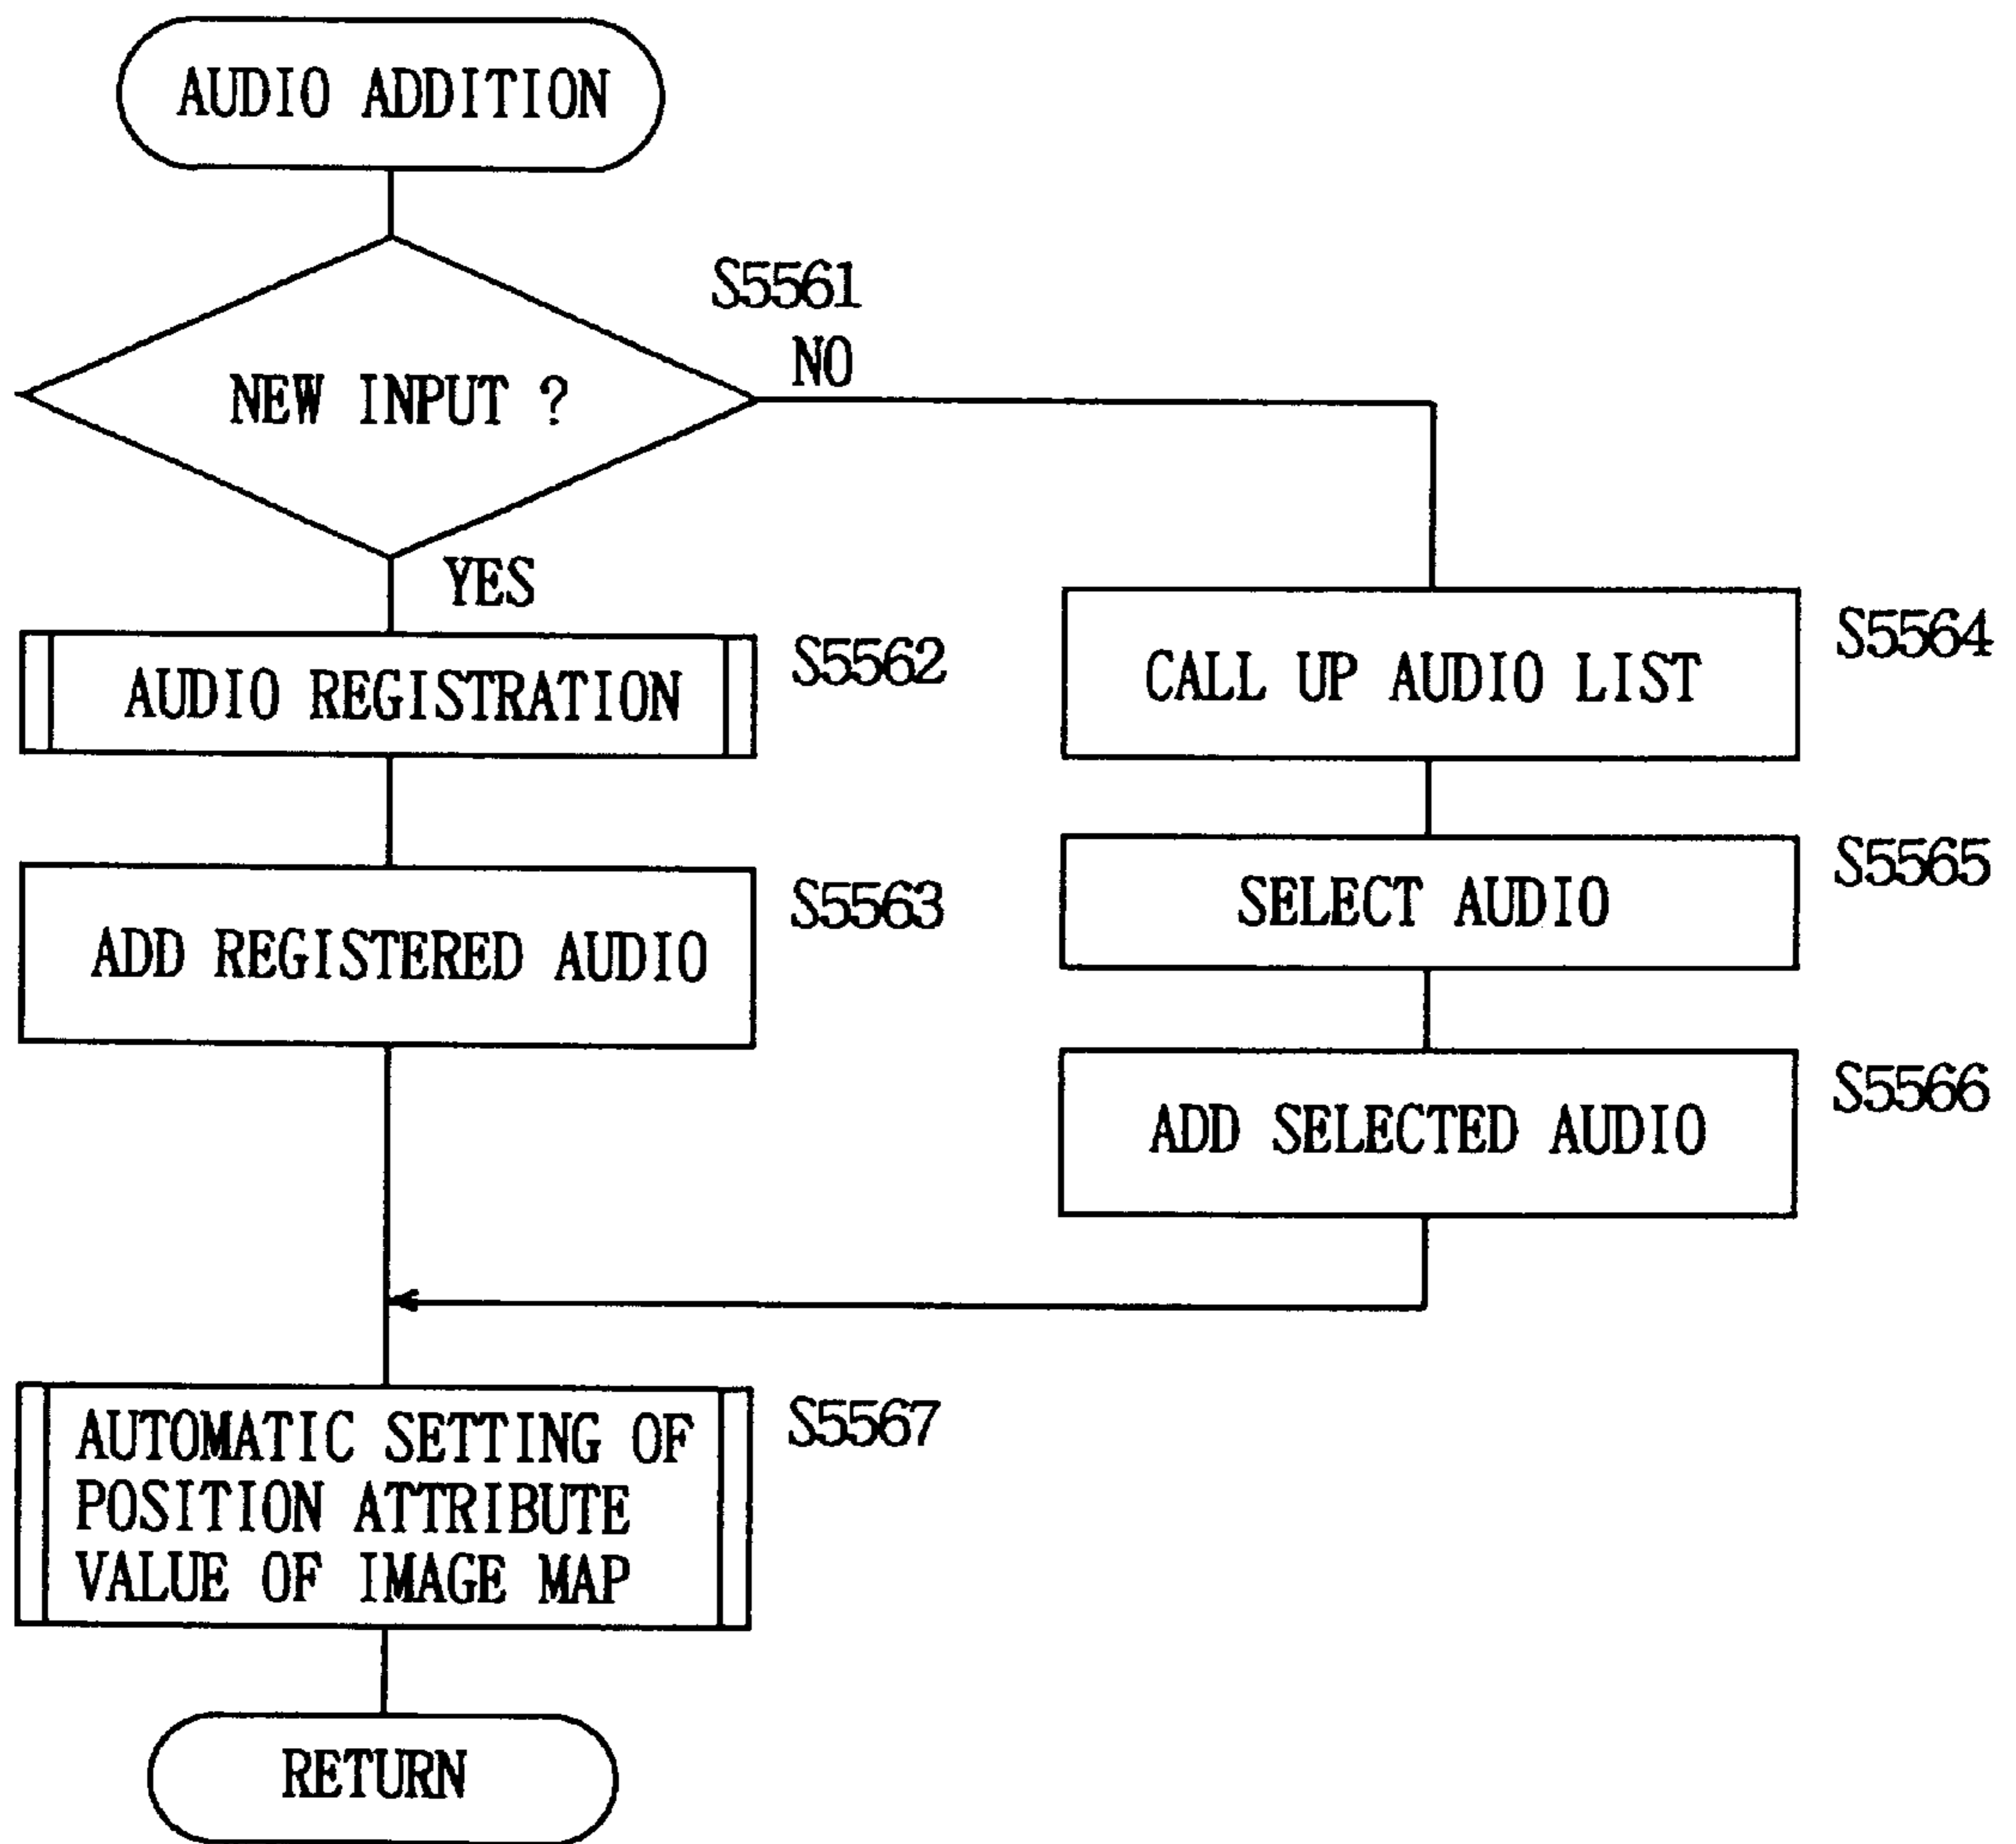 AUDIO ADDITION
S5561
NEW INPUT ?
NO
YES
AUDIO REGISTRATION
S5562
ADD REGISTERED AUDIO
S5563
CALL UP AUDIO LIST
S5564
SELECT AUDIO
S5565
ADD SELECTED AUDIO
S5566
AUTOMATIC SETTING OF
POSITION ATTRIBUTE
VALUE OF IMAGE MAP
S5567
RETURN